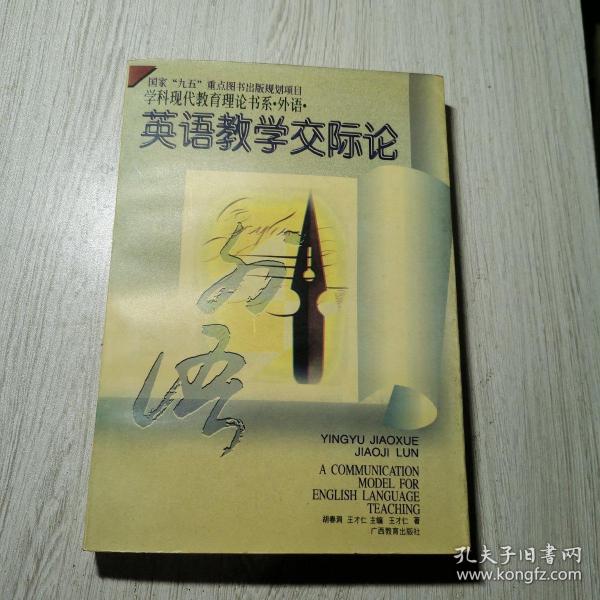 国家“九五”重点图书出版规划项目
学科现代教育理论书系·外语·
英语教学交际论
外
语
YINGYU JIAOXUE
JIAOJI LUN
A COMMUNICATION
MODEL FOR
ENGLISH LANGUAGE
TEACHING
胡春洞 王才仁 主编 王才仁 著
广西教育出版社
孔夫子旧书网
www.kongfz.com